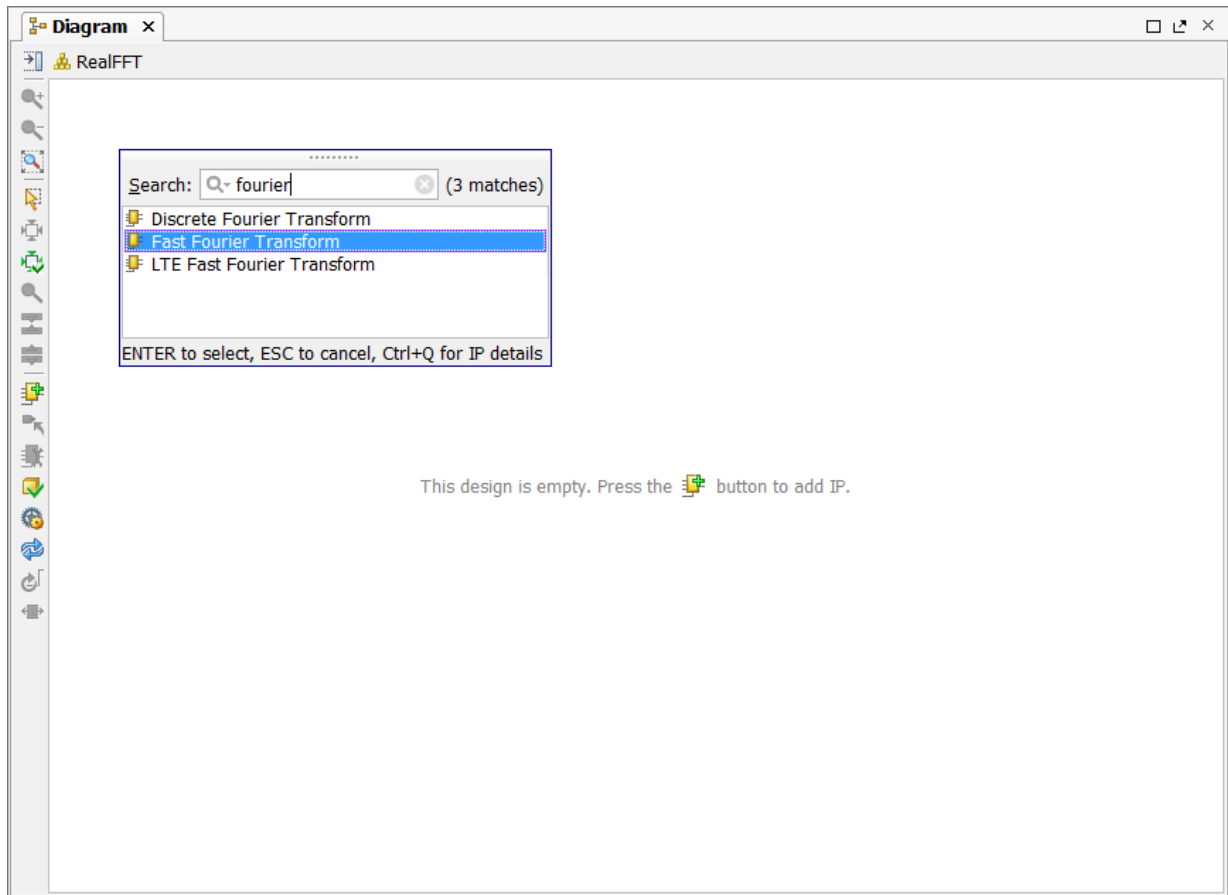 Diagram
RealFFT
Search: fourier (3 matches)
Discrete Fourier Transform
Fast Fourier Transform
LTE Fast Fourier Transform
ENTER to select, ESC to cancel, Ctrl+Q for IP details
This design is empty. Press the button to add IP.